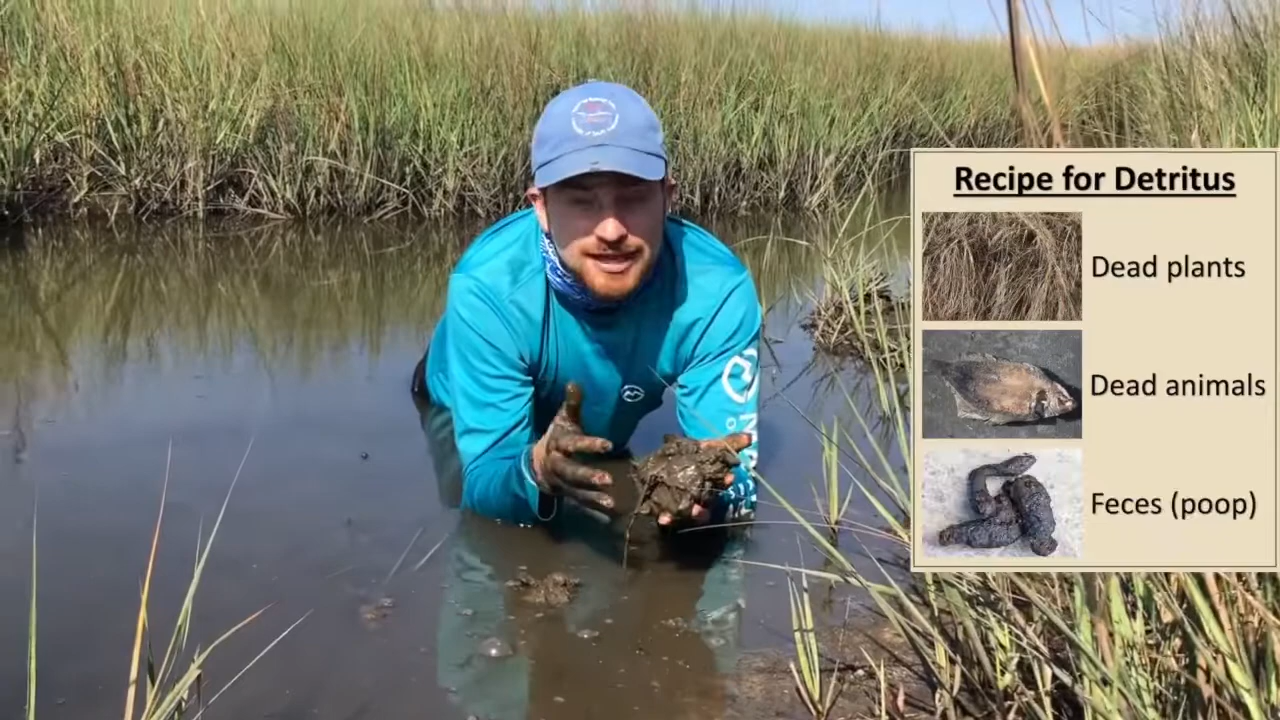 Recipe for Detritus
Dead plants
Dead animals
Feces (poop)